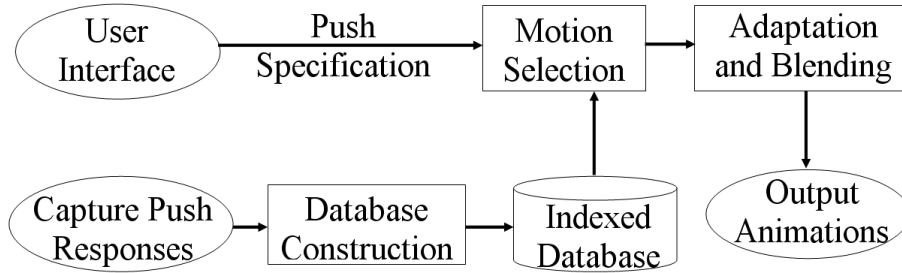 User
Interface
Push
Specification
Motion
Selection
Adaptation
and Blending
Capture Push
Responses
Database
Construction
Indexed
Database
Output
Animations